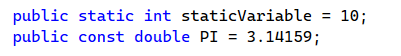 public static int staticVariable = 10;
public const double PI = 3.14159;